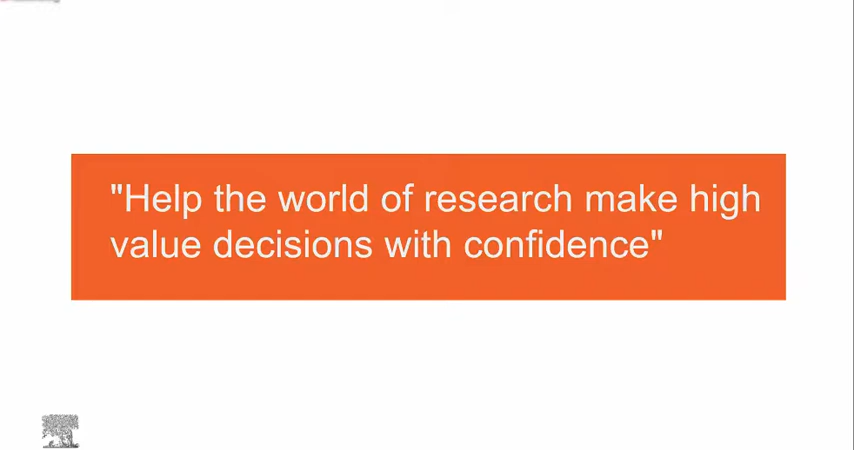 "Help the world of research make high
value decisions with confidence"